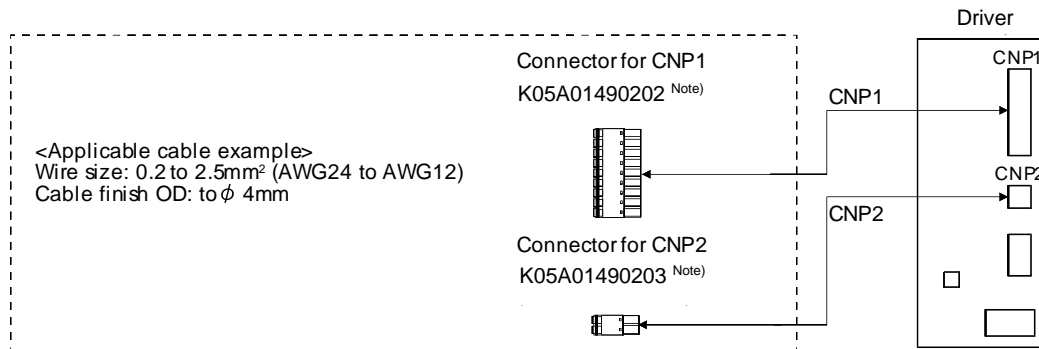 Driver
Connector for CNP1
K05A01490202 Note)
CNP1
CNP1
<Applicable cable example>
Wire size: 0.2 to 2.5mm² (AWG24 to AWG12)
Cable finish OD: to φ 4mm
CNP2
CNP2
Connector for CNP2
K05A01490203 Note)